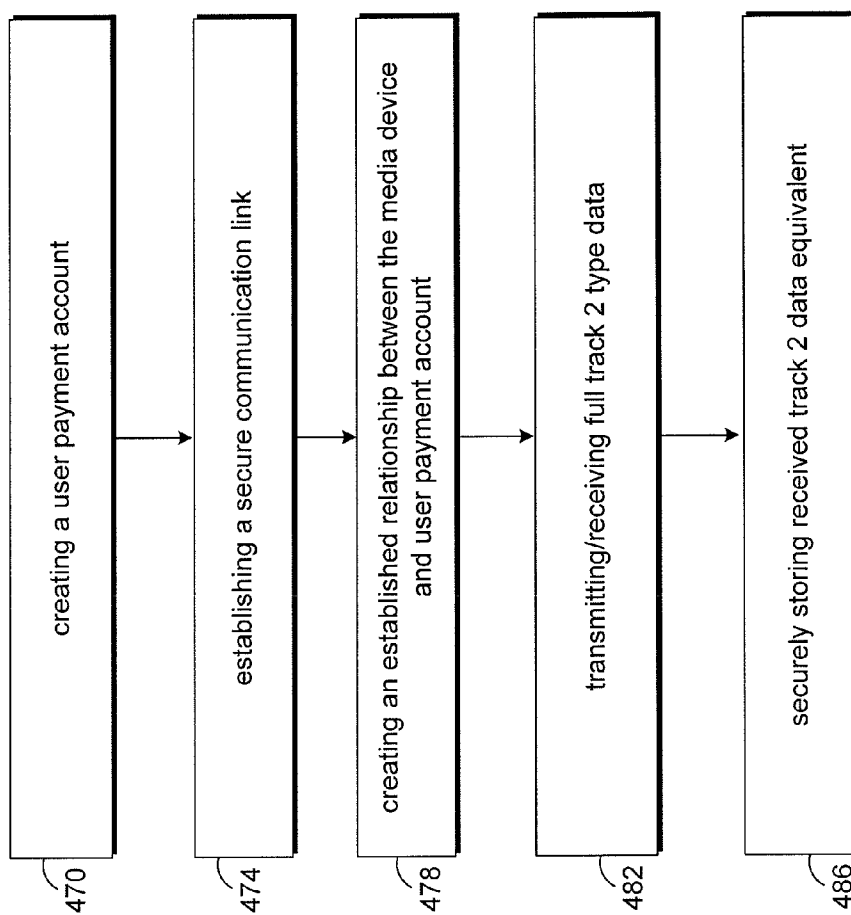 470
creating a user payment account
474
establishing a secure communication link
478
creating an established relationship between the media device
and user payment account
482
transmitting/receiving full track 2 type data
486
securely storing received track 2 data equivalent